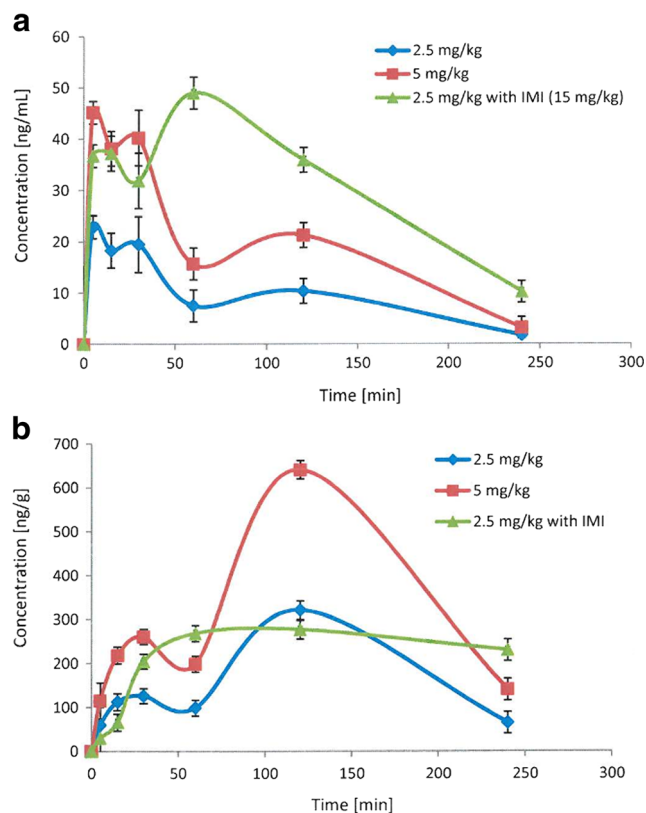 a
60
50
40
30
20
10
0
Concentration [ng/mL]
2.5 mg/kg
5 mg/kg
2.5 mg/kg with IMI (15 mg/kg)
0 50 100 150 200 250 300
Time [min]
b
700
600
500
400
300
200
100
0
Concentration [ng/g]
2.5 mg/kg
5 mg/kg
2.5 mg/kg with IMI
0 50 100 150 200 250 300
Time [min]